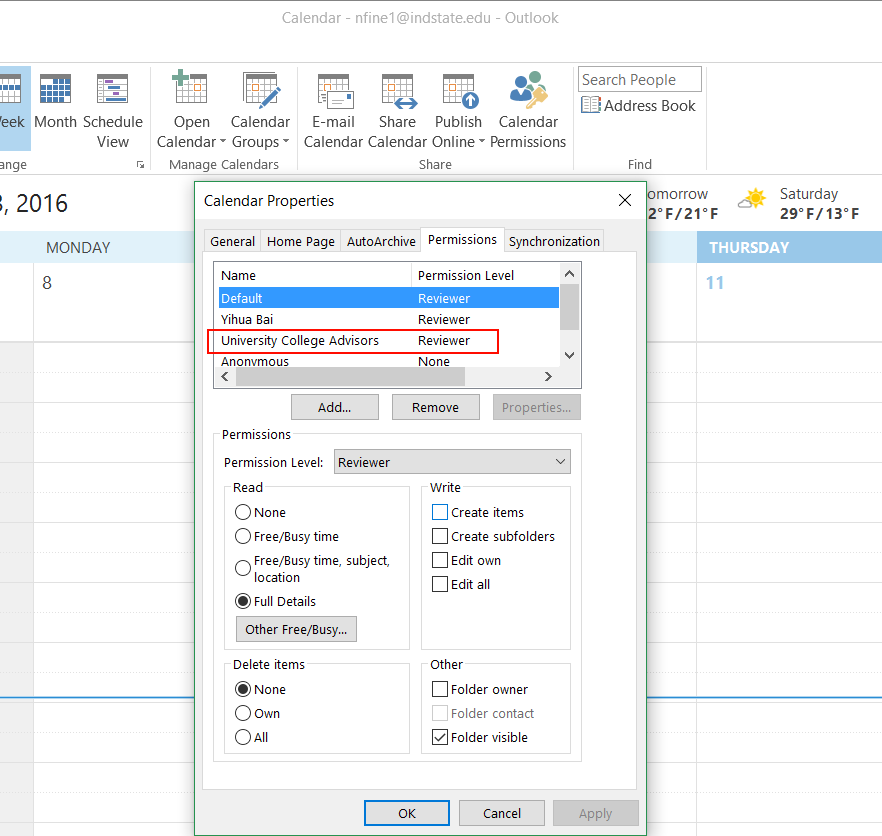 Calendar - nfine1@indstate.edu - Outlook
Search People
Address Book
eek Month Schedule View
Open Calendar Calendar Groups
E-mail Calendar Share Calendar Publish Online Calendar Permissions
ange Manage Calendars Share Find
3, 2016
omorrow
2°F/21°F
Saturday
29°F/13°F
MONDAY
THURSDAY
8
11
Calendar Properties
General Home Page AutoArchive Permissions Synchronization
Name Permission Level
Default Reviewer
Yihua Bai Reviewer
University College Advisors Reviewer
Anonymous None
Add... Remove Properties...
Permissions
Permission Level: Reviewer
Read
None
Free/Busy time
Free/Busy time, subject,
location
Full Details
Other Free/Busy...
Write
Create items
Create subfolders
Edit own
Edit all
Delete items
None
Own
All
Other
Folder owner
Folder contact
Folder visible
OK Cancel Apply